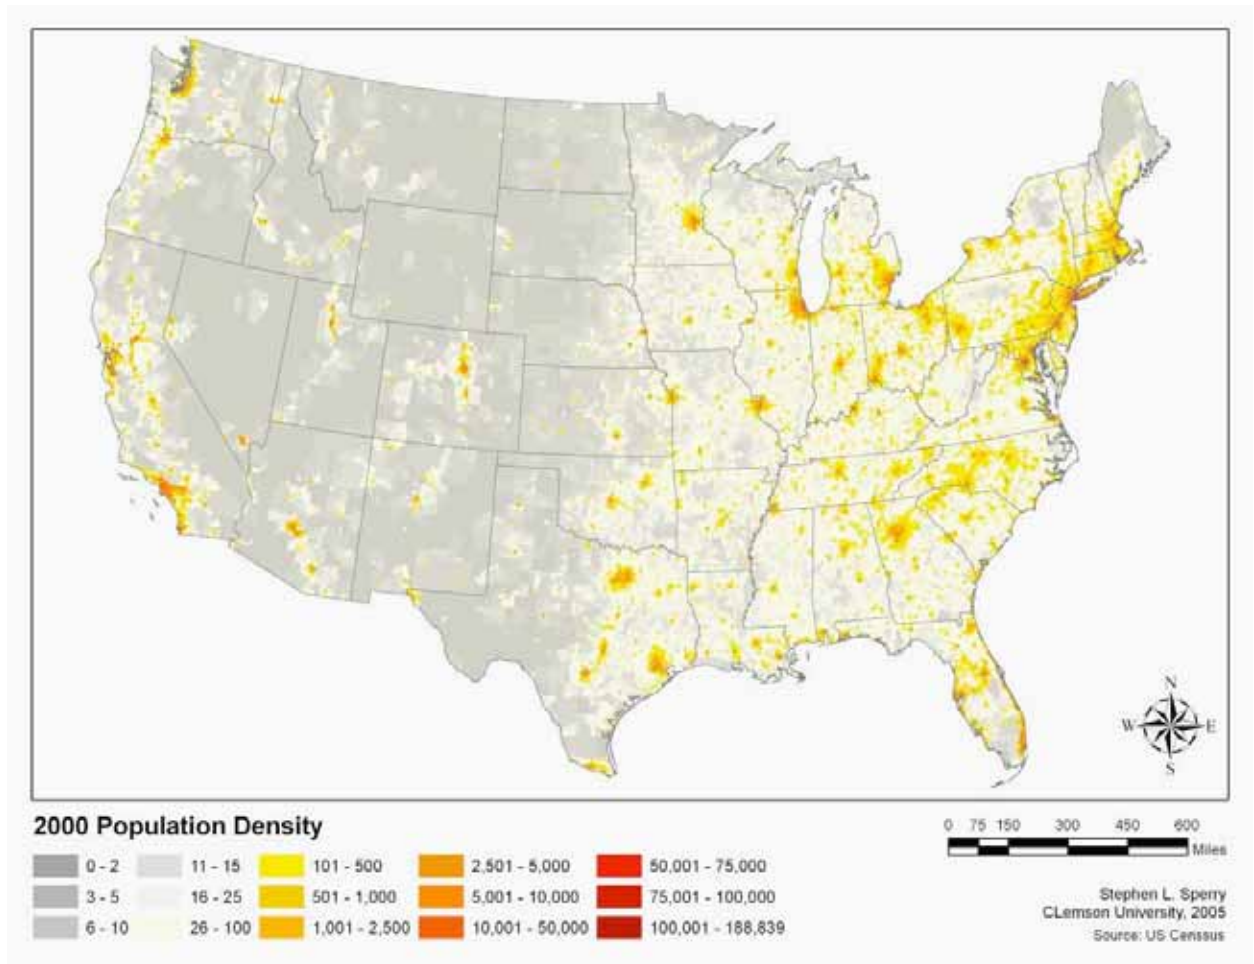 N
W E
S
2000 Population Density
0 - 2
3 - 5
6 - 10
11 - 15
16 - 25
26 - 100
101 - 500
501 - 1,000
1,001 - 2,500
2,501 - 5,000
5,001 - 10,000
10,001 - 50,000
50,001 - 75,000
75,001 - 100,000
100,001 - 188,839
0 75 150 300 450 600
Miles
Stephen L. Sperry
CLemson University, 2005
Source: US Censsus